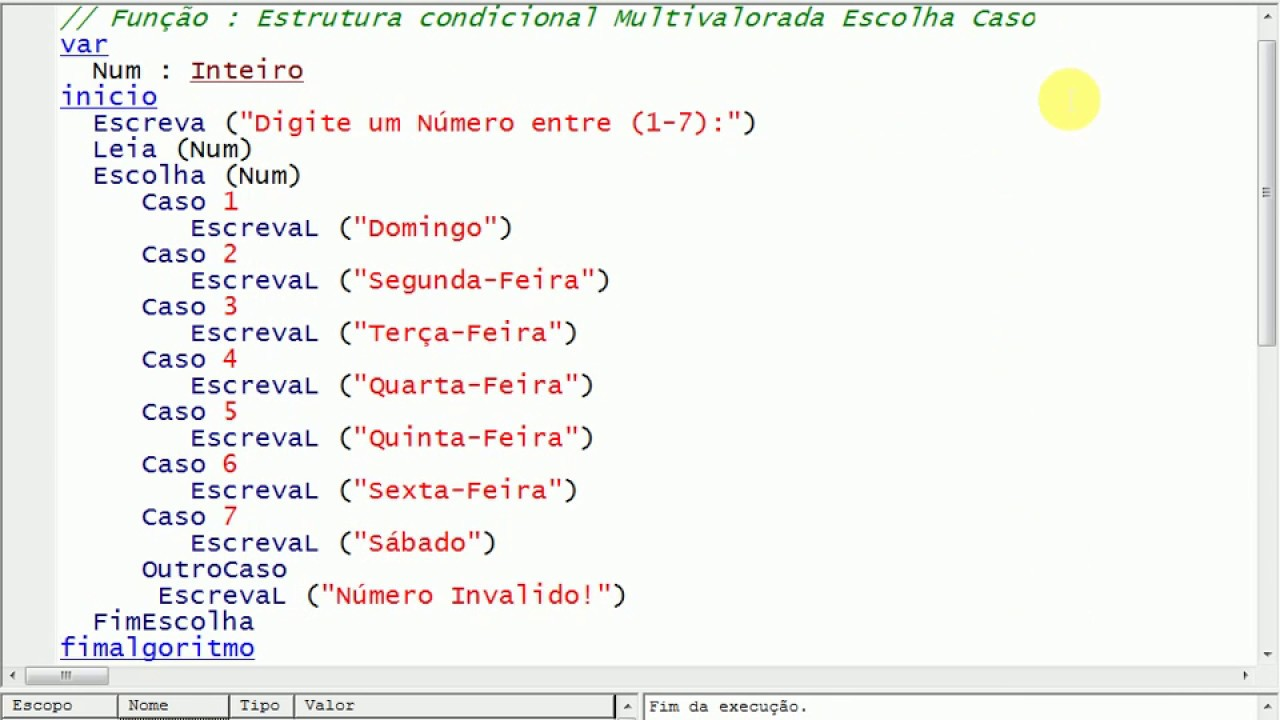 // Função : Estrutura condicional Multivalorada Escolha Caso
var
Num : Inteiro
inicio
Escreva ("Digite um Número entre (1-7):")
Leia (Num)
Escolha (Num)
Caso 1
EscrevaL ("Domingo")
Caso 2
EscrevaL ("Segunda-Feira")
Caso 3
EscrevaL ("Terça-Feira")
Caso 4
EscrevaL ("Quarta-Feira")
Caso 5
EscrevaL ("Quinta-Feira")
Caso 6
EscrevaL ("Sexta-Feira")
Caso 7
EscrevaL ("Sábado")
OutroCaso
EscrevaL ("Número Invalido!")
FimEscolha
fimalgoritmo
Escopo Nome Tipo Valor Fim da execução.